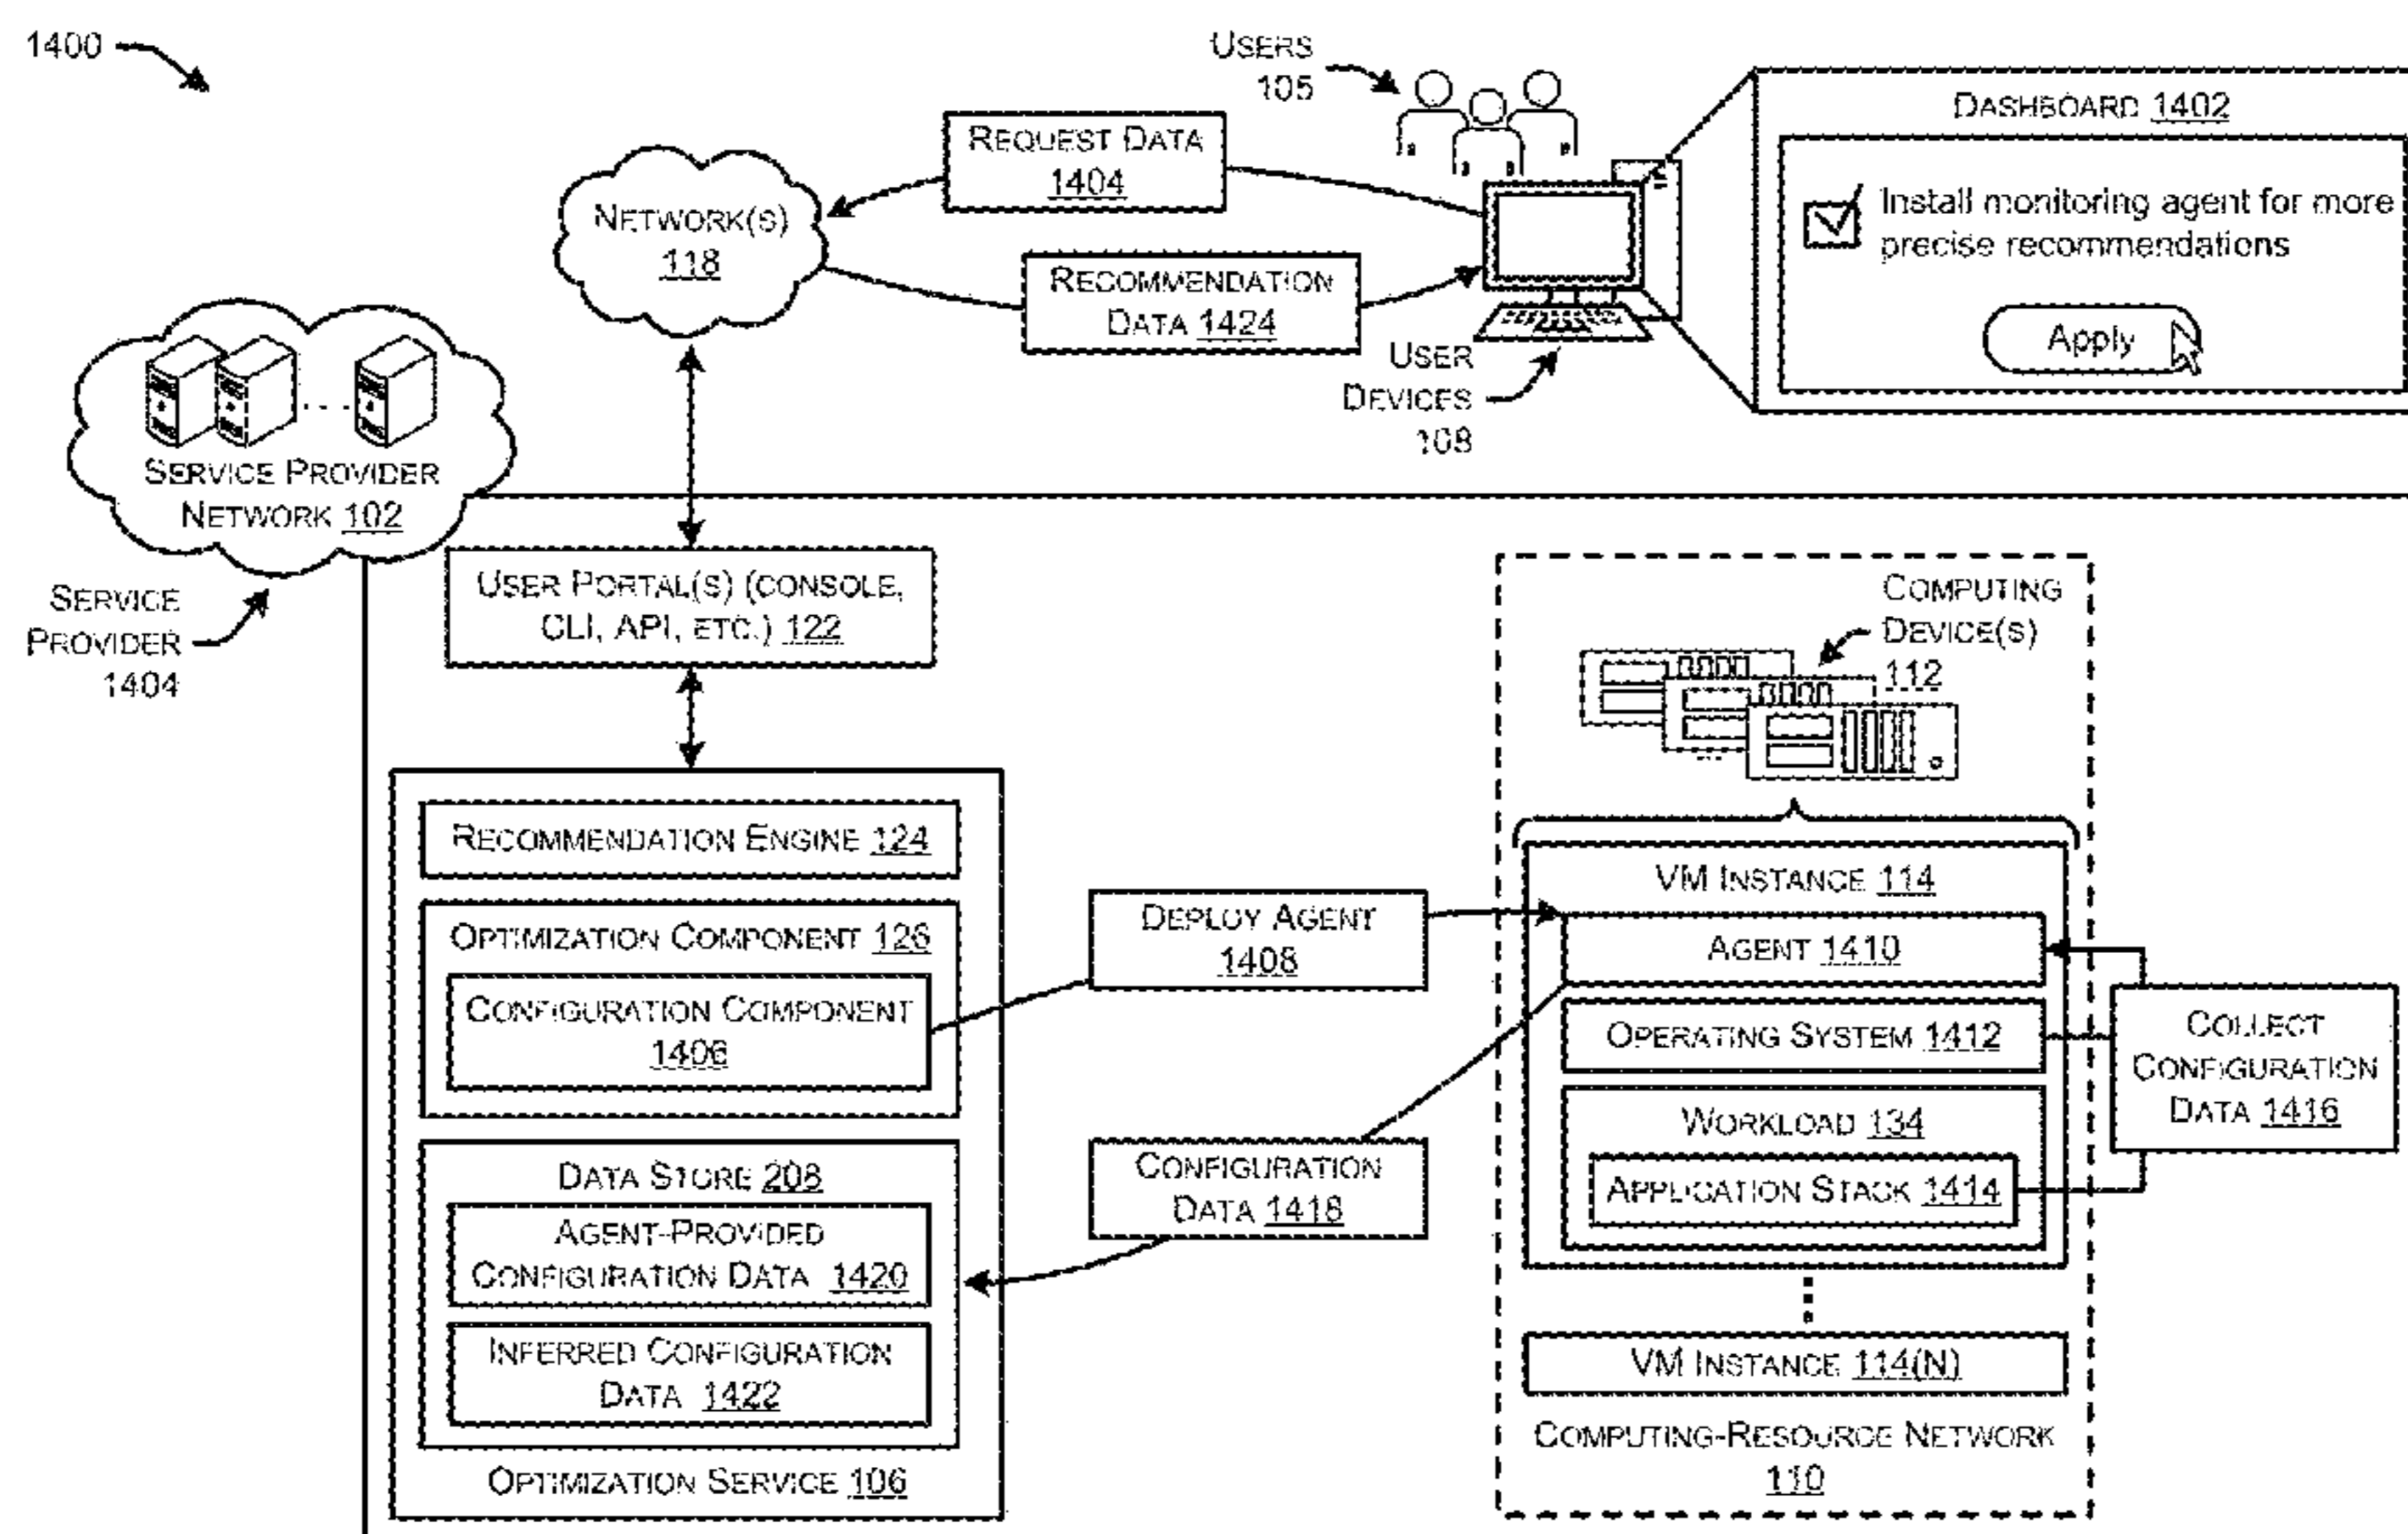 1400
USERS
105
REQUEST DATA
1404
DASHBOARD 1402
Install monitoring agent for more
precise recommendations
Apply
NETWORK(S)
118
RECOMMENDATION
DATA 1424
USER
DEVICES
108
SERVICE PROVIDER
NETWORK 102
SERVICE
PROVIDER
1404
USER PORTAL(S) (CONSOLE,
CLI, API, ETC.) 122
COMPUTING
DEVICE(S)
112
RECOMMENDATION ENGINE 124
OPTIMIZATION COMPONENT 126
CONFIGURATION COMPONENT
1406
DATA STORE 208
AGENT-PROVIDED
CONFIGURATION DATA 1420
INFERRED CONFIGURATION
DATA 1422
OPTIMIZATION SERVICE 106
DEPLOY AGENT
1408
CONFIGURATION
DATA 1418
VM INSTANCE 114
AGENT 1410
OPERATING SYSTEM 1412
WORKLOAD 134
APPLICATION STACK 1414
COLLECT
CONFIGURATION
DATA 1416
VM INSTANCE 114(N)
COMPUTING-RESOURCE NETWORK
110